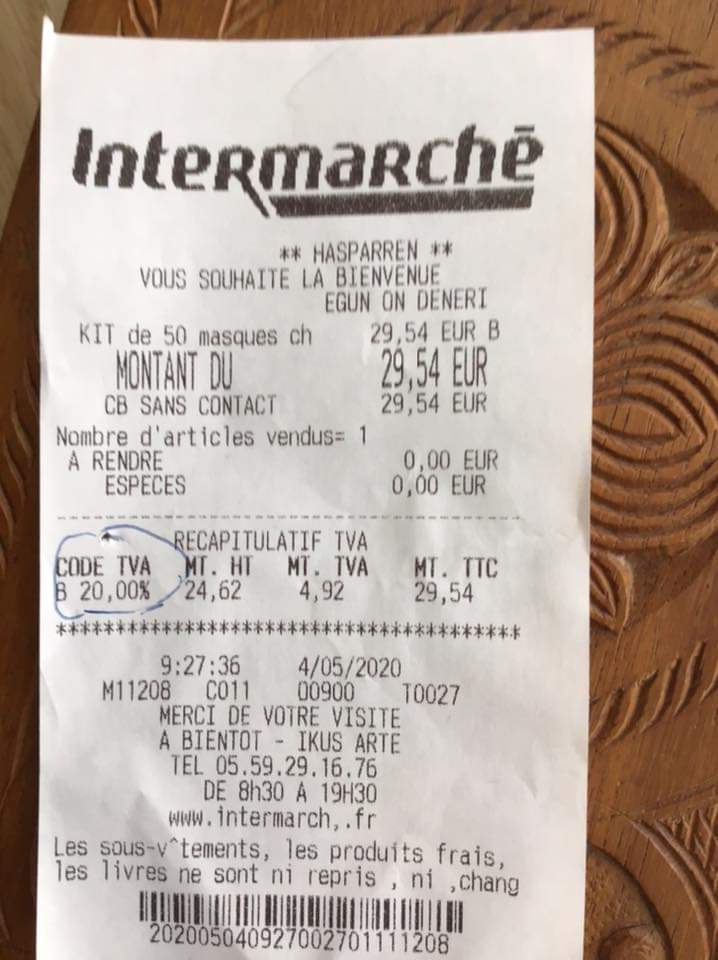 Intermarchē
** HASPARREN **
VOUS SOUHAITE LA BIENVENUE
EGUN ON DENERI
KIT de 50 masques ch 29,54 EUR B
MONTANT DU 29,54 EUR
CB SANS CONTACT 29,54 EUR
Nombre d'articles vendus= 1
A RENDRE 0,00 EUR
ESPECES 0,00 EUR
RECAPITULATIF TVA
CODE TVA MT. HT MT. TVA MT. TTC
B 20,00% 24,62 4,92 29,54
****************************************
9:27:36 4/05/2020
M11208 C011 00900 T0027
MERCI DE VOTRE VISITE
A BIENTOT - IKUS ARTE
TEL 05.59.29.16.76
DE 8h30 A 19H30
www.intermarch,.fr
Les sous-v^tements, les produits frais,
les livres ne sont ni repris , ni ,chang
20200504092700270111​1208